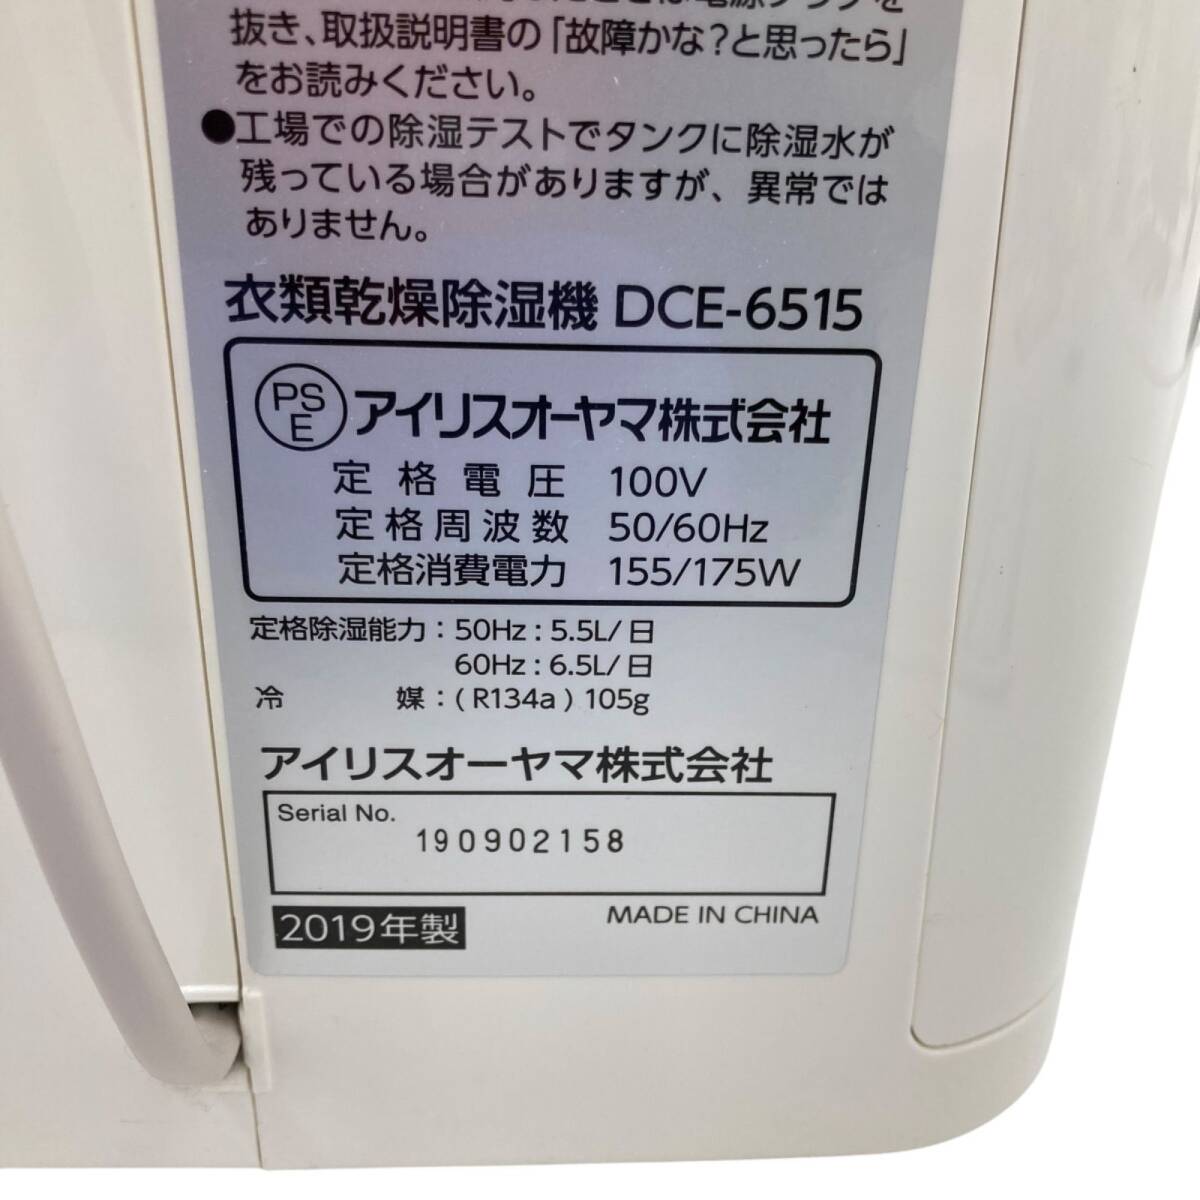 抜き、取扱説明書の「故障かな?と思ったら」
をお読みください。
●工場での除湿テストでタンクに除湿水が
残っている場合がありますが、異常では
ありません。
衣類乾燥除湿機 DCE-6515
PS
E
アイリスオーヤマ株式会社
定格電圧 100V
定格周波数 50/60Hz
定格消費電力 155/175W
定格除湿能力：50Hz：5.5L/日
60Hz：6.5L/日
冷媒：(R134a) 105g
アイリスオーヤマ株式会社
Serial No.
190902158
2019年製
MADE IN CHINA